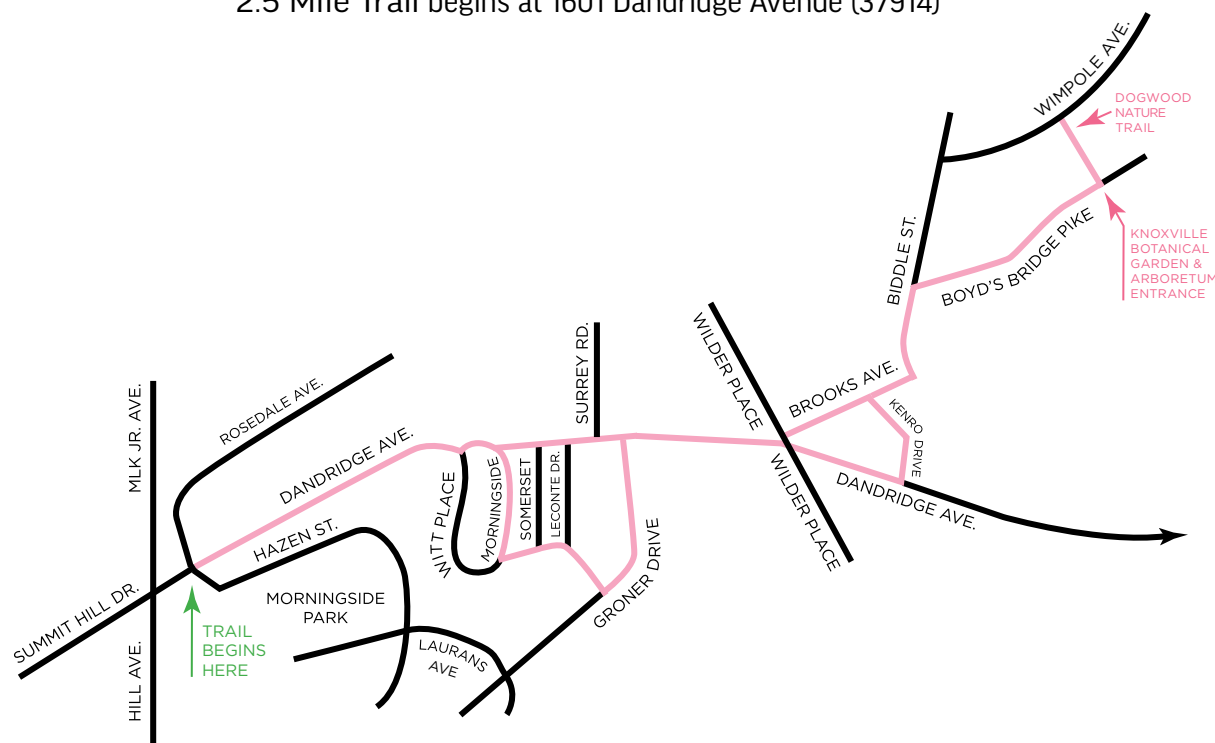 2.5 Mile Trail begins at 1601 Dandridge Avenue (37914)
WIMPOLE AVE.
DOGWOOD
NATURE
TRAIL
KNOXVILLE
BOTANICAL
GARDEN &
ARBORETUM
ENTRANCE
BIDDLE ST.
BOYD'S BRIDGE PIKE
WILDER PLACE
BROOKS AVE.
KENRO DRIVE
WILDER PLACE
DANDRIDGE AVE.
SURREY RD.
MLK JR. AVE.
ROSEDALE AVE.
DANDRIDGE AVE.
HAZEN ST.
WITT PLACE
MORNINGSIDE
SOMERSET
LECONTE DR.
GRONER DRIVE
SUMMIT HILL DR.
MORNINGSIDE
PARK
LAURANS
AVE
TRAIL
BEGINS
HERE
HILL AVE.